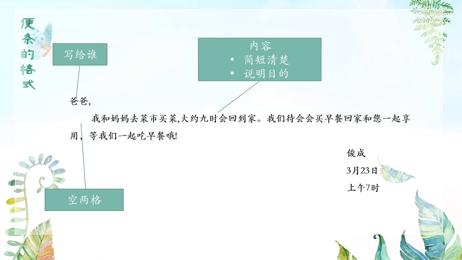 便条的格式
写给谁
内容
• 简短清楚
• 说明目的
爸爸,
我和妈妈去菜市买菜,大约九时会回到家。我们待会会买早餐回家和您一起享
用，等我们一起吃早餐哦!
俊成
3月23日
上午7时
空两格